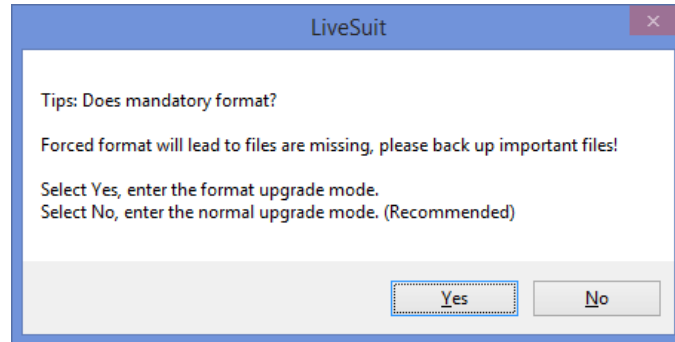 LiveSuit
Tips: Does mandatory format?
Forced format will lead to files are missing, please back up important files!
Select Yes, enter the format upgrade mode.
Select No, enter the normal upgrade mode. (Recommended)
Yes
No